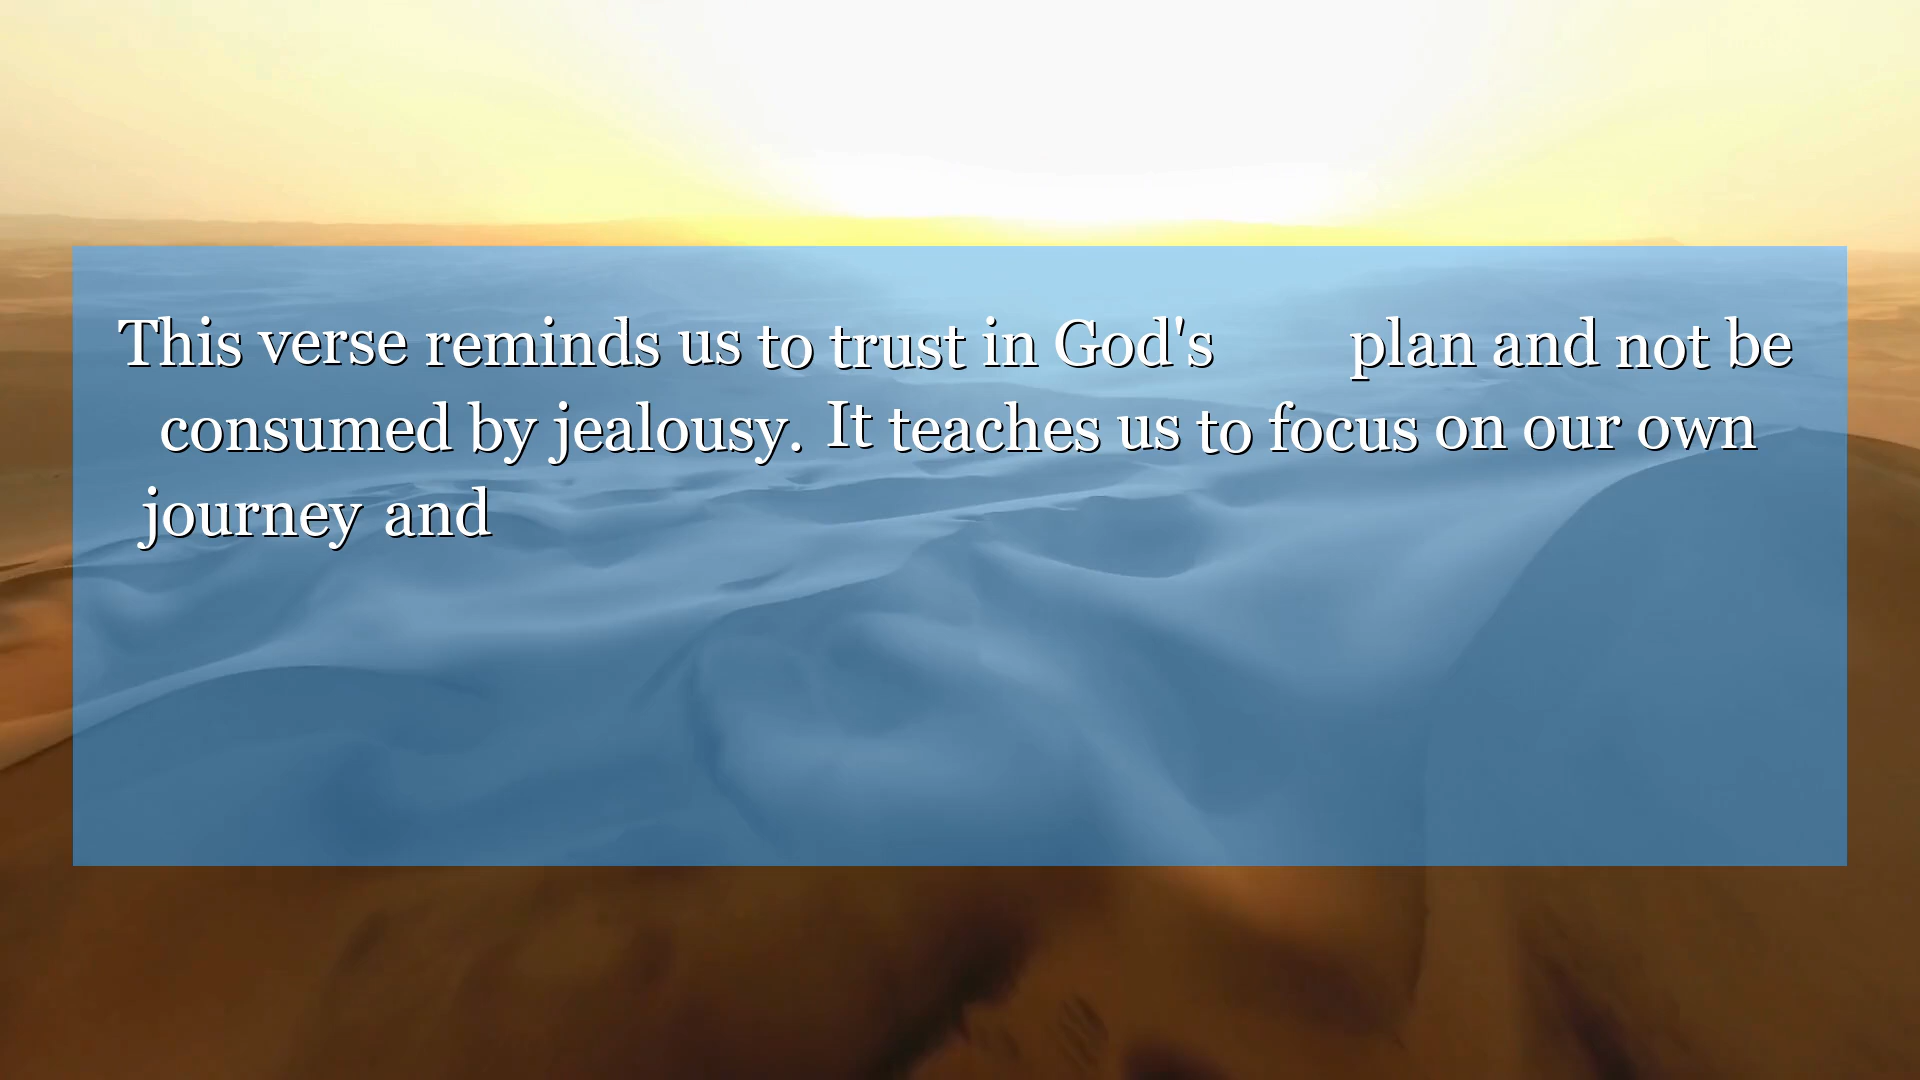 This verse reminds us to trust in God's plan and not be
consumed by jealousy. It teaches us to focus on our own
journey and